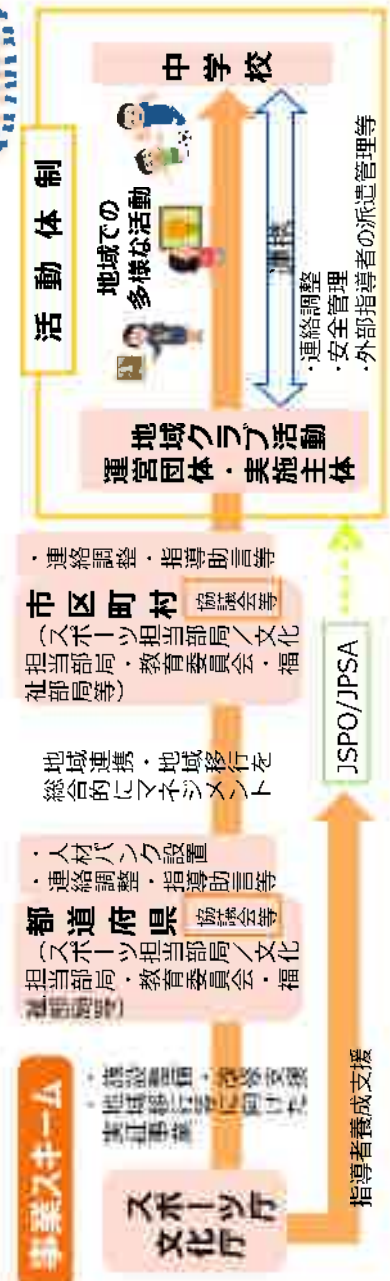 事業スキーム
スポーツ庁
文化庁
・地域移行等に向けた
実証事業
指導者養成支援
都道府県
協議会等
(スポーツ担当部局/文化
担当部局・教育委員会・福
祉部局等)
・人材バンク設置
・連絡調整・指導助言等
地域連携・地域移行を
総合的にマネジメント
市区町村
協議会等
(スポーツ担当部局/文化
担当部局・教育委員会・福
祉部局等)
・連絡調整・指導助言等
JSPO/JPSA
活動体制
地域クラブ活動
運営団体・実施主体
地域での
多様な活動
連携
・連絡調整
・安全管理
・外部指導者の派遣管理等
中学校